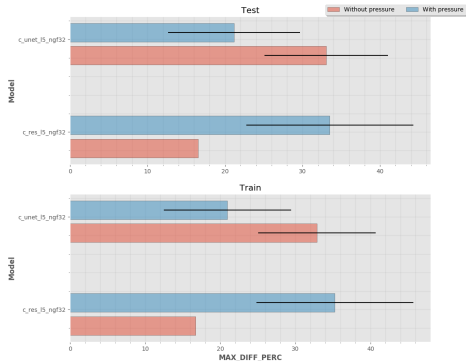 Test
Without pressure
With pressure
c_unet_l5_ngf32
Model
c_res_l5_ngf32
0
10
20
30
40
Train
c_unet_l5_ngf32
Model
c_res_l5_ngf32
0
10
20
30
40
MAX_DIFF_PERC